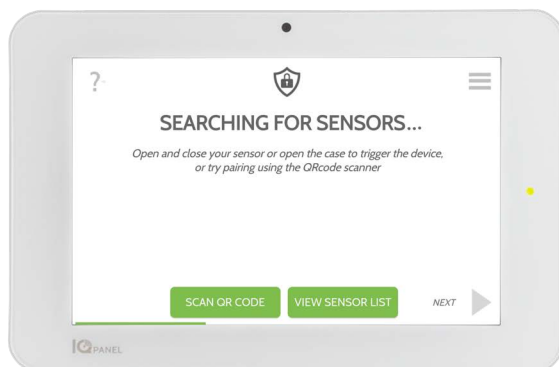 ?
SEARCHING FOR SENSORS...
Open and close your sensor or open the case to trigger the device,
or try pairing using the QRcode scanner
SCAN QR CODE
VIEW SENSOR LIST
NEXT
IQ PANEL